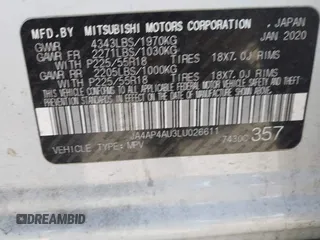 MFD.BY MITSUBISHI MOTORS CORPORATION ,JAPAN
GVWR 4343LBS/1970KG JAN 2020
GAWR FR 2271LBS/1030KG
WITH P225/55R18 TIRES 18X7.0J RIMS
GAWR RR 2205LBS/1000KG
WITH P225/55R18 TIRES 18X7.0J RIMS
JA4AP4AU3LU026611
VEHICLE TYPE: MPV 357
DREAMBID